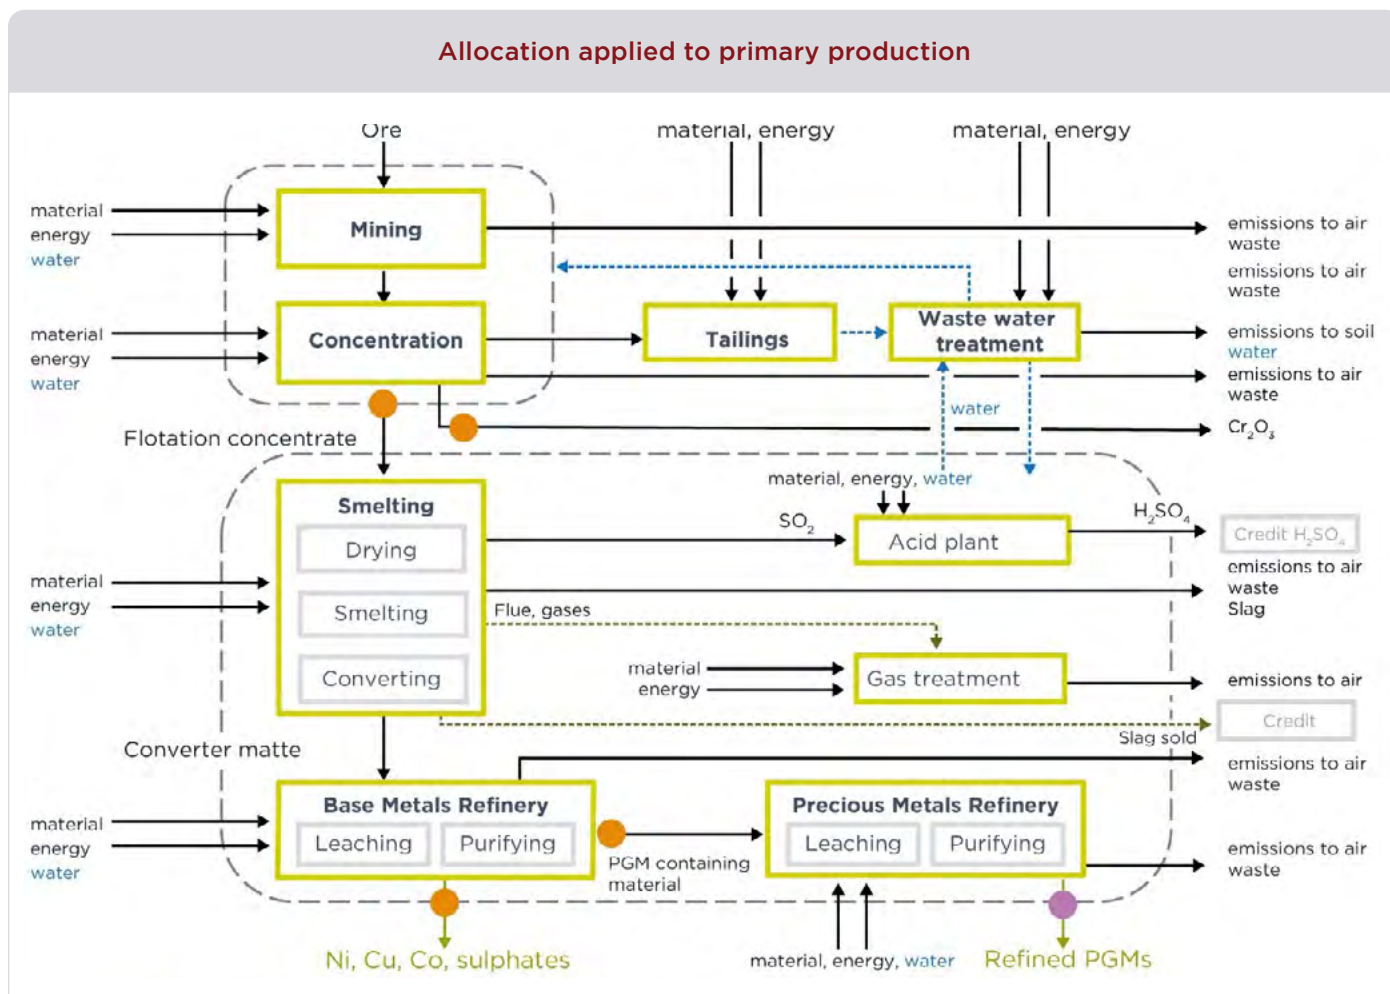 Allocation applied to primary production
Ore
material, energy
material, energy
material
energy
water
Mining
emissions to air
waste
emissions to air
waste
material
energy
water
Concentration
Tailings
Waste water
treatment
emissions to soil
water
emissions to air
waste
water
Flotation concentrate
Cr₂O₃
material, energy, water
Smelting
Drying
Smelting
Converting
SO₂
Acid plant
H₂SO₄
Credit H₂SO₄
emissions to air
waste
Slag
material
energy
water
Flue, gases
material
energy
Gas treatment
emissions to air
Credit
Slag sold
Converter matte
emissions to air
waste
Base Metals Refinery
Leaching
Purifying
material
energy
water
PGM containing
material
Precious Metals Refinery
Leaching
Purifying
emissions to air
waste
Ni, Cu, Co, sulphates
material, energy, water
Refined PGMs